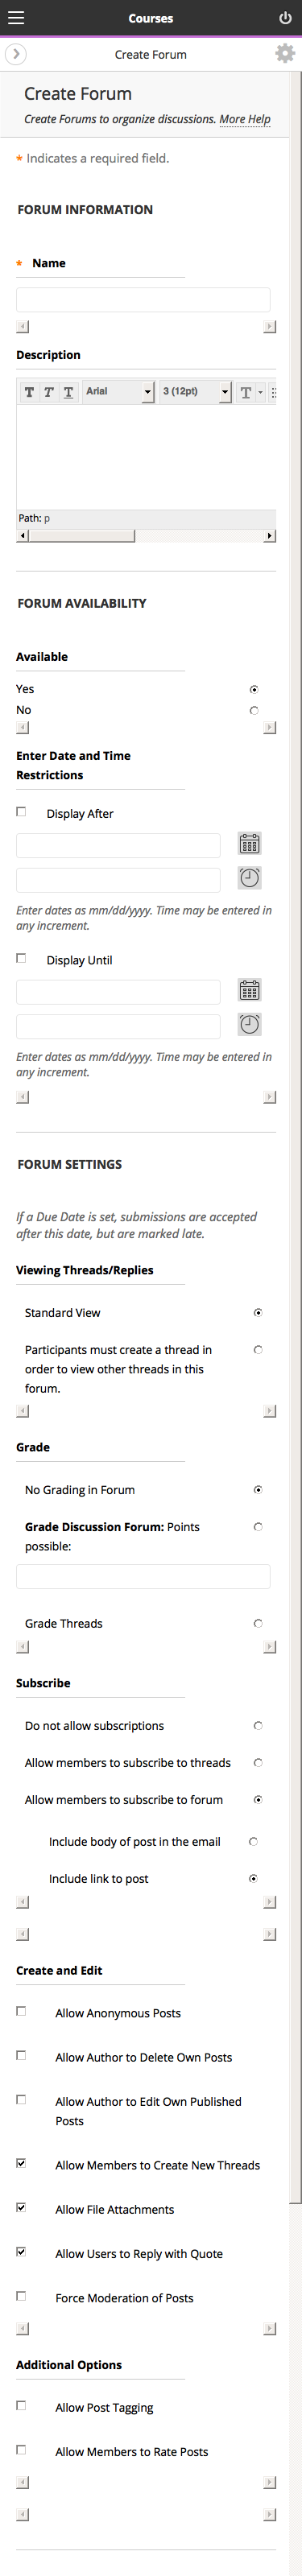 Courses
Create Forum
Create Forum
Create Forums to organize discussions. More Help
* Indicates a required field.
FORUM INFORMATION
* Name
Description
T T T Arial 3 (12pt) T
Path: p
FORUM AVAILABILITY
Available
Yes
No
Enter Date and Time
Restrictions
Display After
Enter dates as mm/dd/yyyy. Time may be entered in
any increment.
Display Until
Enter dates as mm/dd/yyyy. Time may be entered in
any increment.
FORUM SETTINGS
If a Due Date is set, submissions are accepted
after this date, but are marked late.
Viewing Threads/Replies
Standard View
Participants must create a thread in
order to view other threads in this
forum.
Grade
No Grading in Forum
Grade Discussion Forum: Points
possible:
Grade Threads
Subscribe
Do not allow subscriptions
Allow members to subscribe to threads
Allow members to subscribe to forum
Include body of post in the email
Include link to post
Create and Edit
Allow Anonymous Posts
Allow Author to Delete Own Posts
Allow Author to Edit Own Published
Posts
Allow Members to Create New Threads
Allow File Attachments
Allow Users to Reply with Quote
Force Moderation of Posts
Additional Options
Allow Post Tagging
Allow Members to Rate Posts